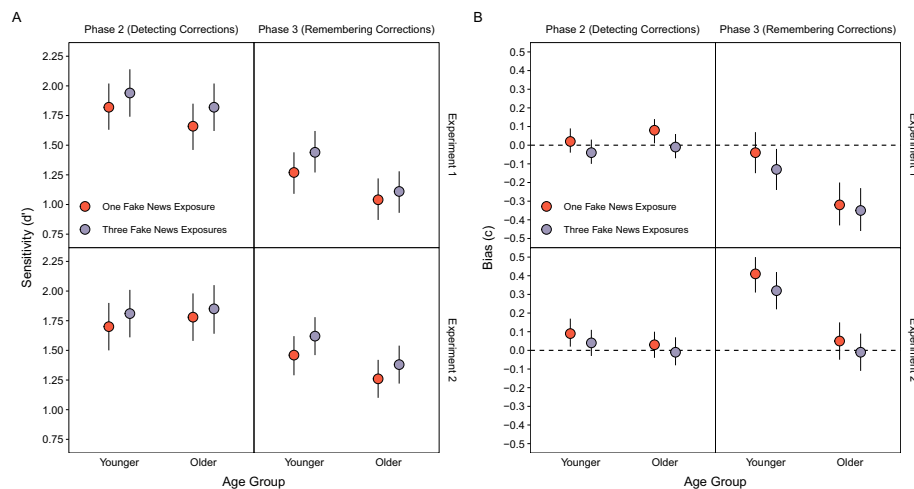 A
Phase 2 (Detecting Corrections)
Phase 3 (Remembering Corrections)
2.25
2.00
1.75
1.50
1.25
1.00
0.75
One Fake News Exposure
Three Fake News Exposures
Experiment 1
2.25
2.00
1.75
1.50
1.25
1.00
0.75
Experiment 2
Sensitivity (d')
Younger
Older
Younger
Older
Age Group
B
Phase 2 (Detecting Corrections)
Phase 3 (Remembering Corrections)
0.5
0.4
0.3
0.2
0.1
0.0
−0.1
−0.2
−0.3
−0.4
−0.5
One Fake News Exposure
Three Fake News Exposures
0.5
0.4
0.3
0.2
0.1
0.0
−0.1
−0.2
−0.3
−0.4
−0.5
Bias (c)
Younger
Older
Younger
Older
Age Group